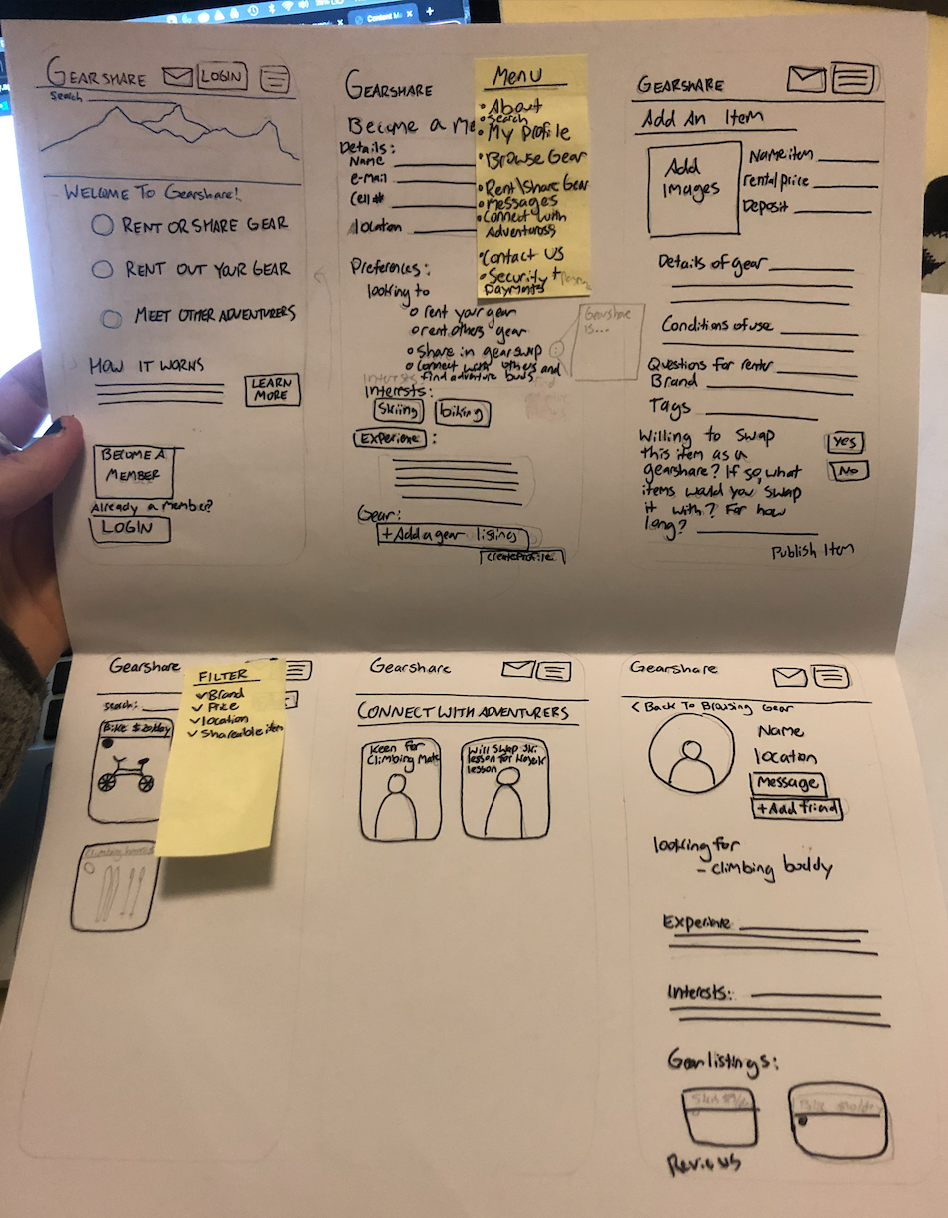 GEARSHARE
LOGIN
Search
WELCOME TO Gearshare!
RENT OR SHARE GEAR
RENT OUT YOUR GEAR
MEET OTHER ADVENTURERS
HOW IT WORKS
LEARN
MORE
BECOME A
MEMBER
Already a Member?
LOGIN
GEARSHARE
Become a Me
Details:
Name
e-mail
Cell #
location
Preferences:
looking to
rent your gear
rent others gear
Share in gearswap
Connect with others and
find adventure buds
Interests:
Skiing
biking
Experience:
Gear:
+Add a gear listing
Create Profile
Menu
About
Search
My Profile
Browse Gear
Rent\Share Gear
Messages
Connect with
Contact US
Security +
payments
Gearshare
is...
GEARSHARE
Add An Item
Add
Images
Name item
rental price
Deposit
Details of gear
Conditions of use
Questions for renter
Brand
Tags
Willing to swap
this item as a
gearshare? If so, what
items would you swap
it with? For how
long?
Yes
No
Publish Item
Gearshare
Search:
Bike $20/day
FILTER
Brand
Price
location
Shareable item
Gearshare
CONNECT WITH ADVENTURERS
Keen for
Climbing Mate
Will Swap Ski
lesson for Kayak
lesson
Gearshare
< Back To Browsing Gear
Name
location
Message
+Add friend
looking for
- climbing buddy
Experience
Interests:
Gear listings:
Reviews